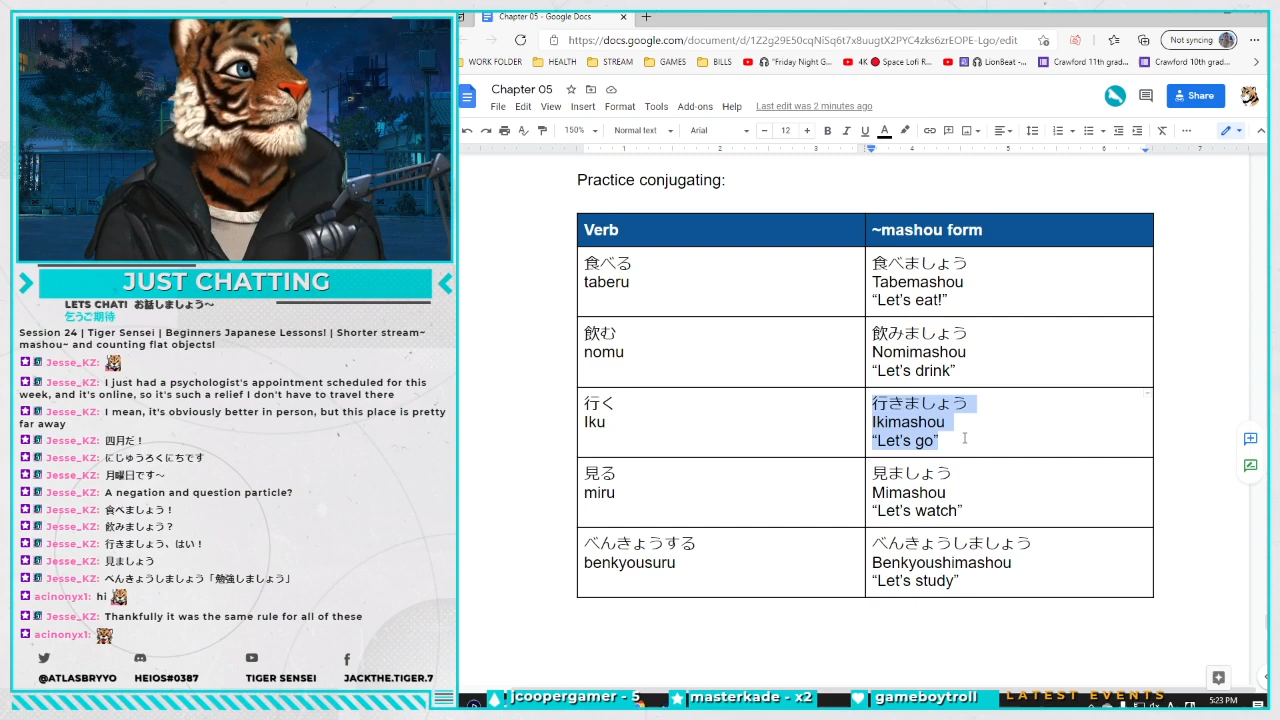 JUST CHATTING
LETS CHAT! お話しましょう～
乞うご期待
Session 24 | Tiger Sensei | Beginners Japanese Lessons! | Shorter stream~
mashou~ and counting flat objects!
Jesse_KZ:
Jesse_KZ: I just had a psychologist's appointment scheduled for this
week, and it's online, so it's such a relief I don't have to travel there
Jesse_KZ: I mean, it's obviously better in person, but this place is pretty
far away
Jesse_KZ: 四月だ！
Jesse_KZ: にじゅうろくにちです
Jesse_KZ: 月曜日です～
Jesse_KZ: A negation and question particle?
Jesse_KZ: 食べましょう！
Jesse_KZ: 飲みましょう？
Jesse_KZ: 行きましょう、はい！
Jesse_KZ: 見ましょう
Jesse_KZ: べんきょうしましょう「勉強しましょう」
acinonyx1: hi
Jesse_KZ: Thankfully it was the same rule for all of these
acinonyx1:
@ATLASBRYYO HEIOS#0387 TIGER SENSEI JACKTHE.TIGER.7
Chapter 05 - Google Docs
https://docs.google.com/document/d/1Z2g29E50cqNiSq6t7x8uugtX2PYC4zks6zrEOPE-Lgo/edit
Not syncing
WORK FOLDER HEALTH STREAM GAMES BILLS "Friday Night G... 4K Space Lofi R... LionBeat -... Crawford 11th grad... Crawford 10th grad...
Chapter 05
File Edit View Insert Format Tools Add-ons Help Last edit was 2 minutes ago
Share
150% Normal text Arial 12 B I U A
1 2 3 4 5 6 7
Practice conjugating:
Verb ~mashou form
食べる
taberu
食べましょう
Tabemashou
“Let’s eat!”
飲む
nomu
飲みましょう
Nomimashou
“Let’s drink”
行く
Iku
行きましょう
Ikimashou
“Let’s go”
見る
miru
見ましょう
Mimashou
“Let’s watch”
べんきょうする
benkyousuru
べんきょうしましょう
Benkyoushimashou
“Let’s study”
jcoopergamer - 5 masterkade - x2 gameboytroll LATEST EVEN
5:23 PM